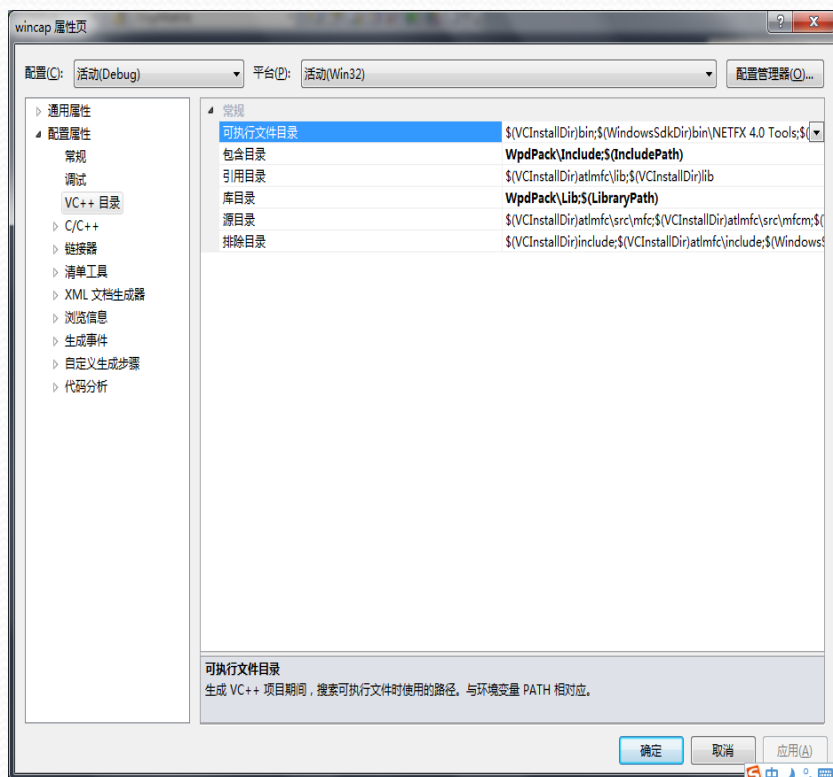 wincap 属性页
配置(C): 活动(Debug) 平台(P): 活动(Win32) 配置管理器(O)...
通用属性
配置属性
常规
调试
VC++ 目录
C/C++
链接器
清单工具
XML 文档生成器
浏览信息
生成事件
自定义生成步骤
代码分析
常规
可执行文件目录 $(VCInstallDir)bin;$(WindowsSdkDir)bin\NETFX 4.0 Tools;$(
包含目录 WpdPack\Include;$(IncludePath)
引用目录 $(VCInstallDir)atlmfc\lib;$(VCInstallDir)lib
库目录 WpdPack\Lib;$(LibraryPath)
源目录 $(VCInstallDir)atlmfc\src\mfc;$(VCInstallDir)atlmfc\src\mfcm;$(
排除目录 $(VCInstallDir)include;$(VCInstallDir)atlmfc\include;$(Windows
可执行文件目录
生成 VC++ 项目期间，搜索可执行文件时使用的路径。与环境变量 PATH 相对应。
确定 取消 应用(A)
中